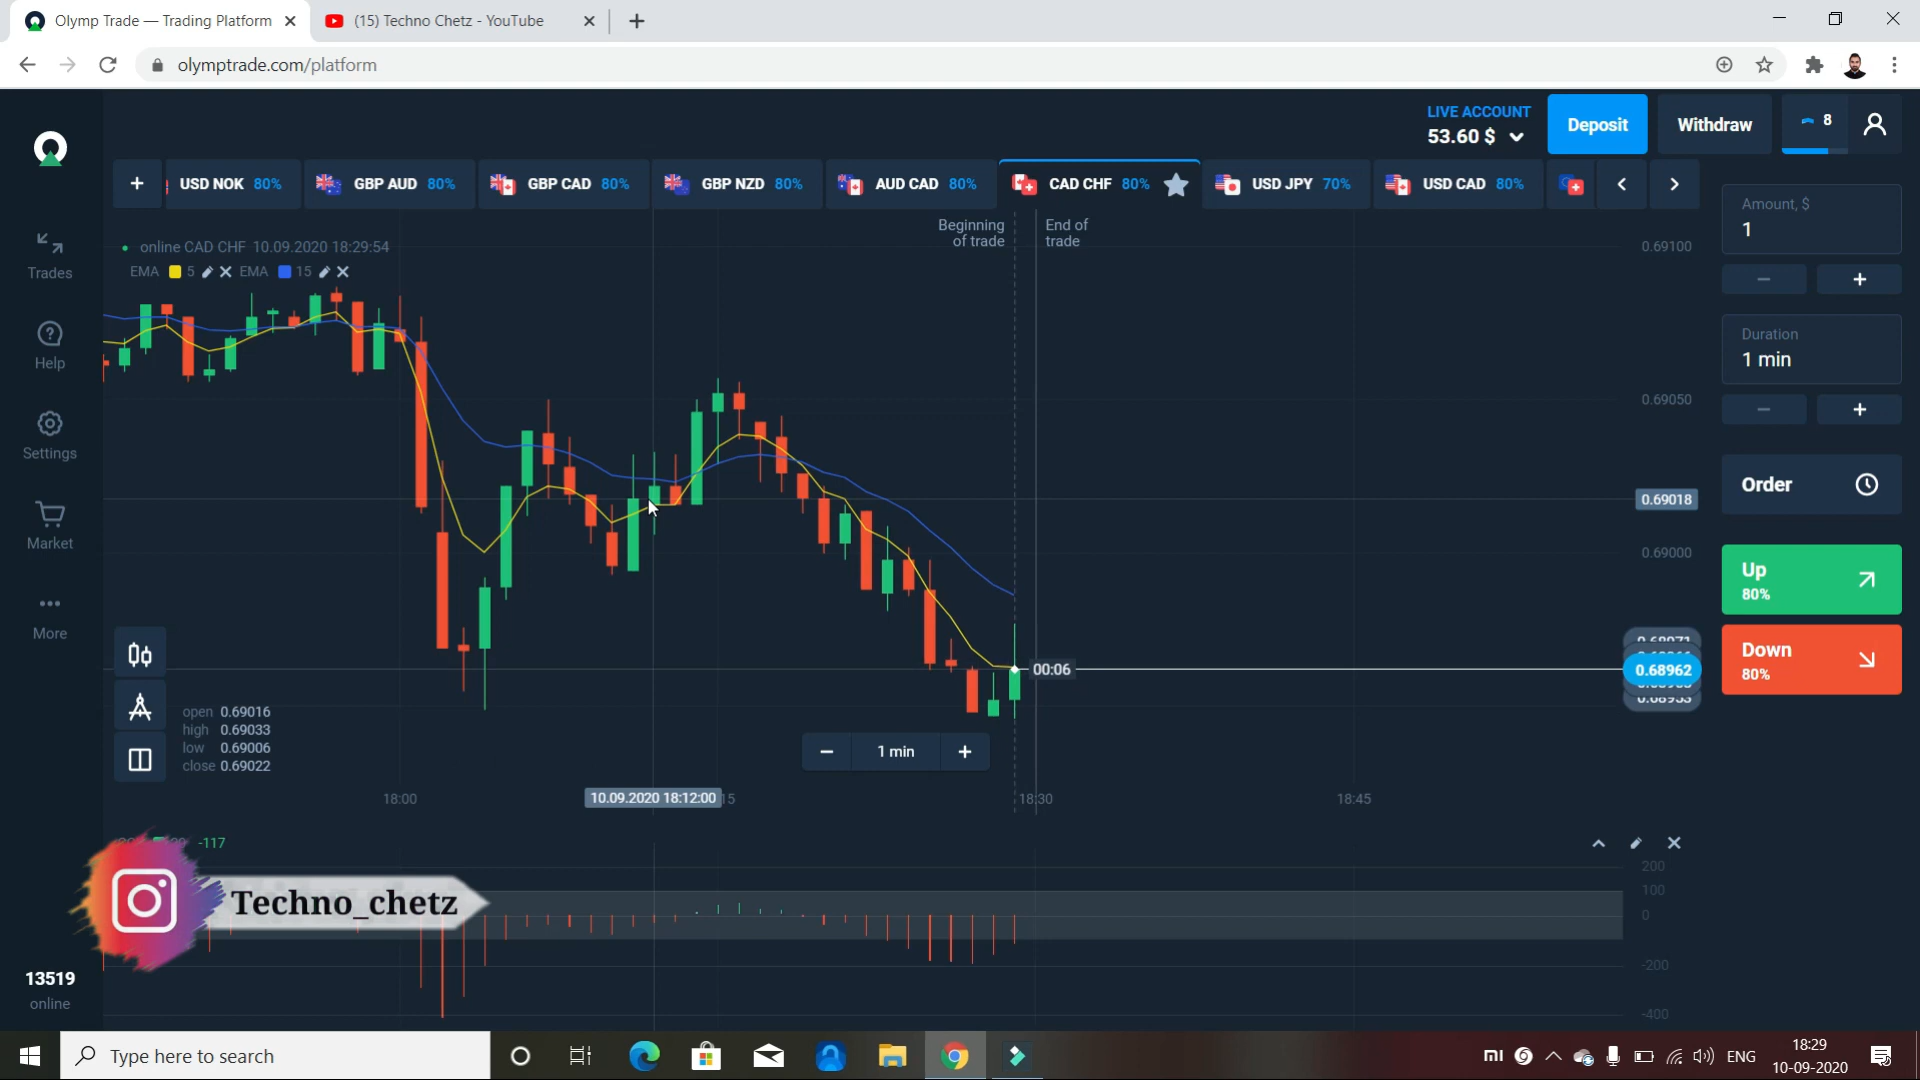 Olymp Trade — Trading Platform
(15) Techno Chetz - YouTube
olymptrade.com/platform
LIVE ACCOUNT
53.60 $
Deposit
Withdraw
8
USD NOK 80%
GBP AUD 80%
GBP CAD 80%
GBP NZD 80%
AUD CAD 80%
CAD CHF 80%
USD JPY 70%
USD CAD 80%
Trades
Help
Settings
Market
More
13519
online
online CAD CHF 10.09.2020 18:29:54
EMA 5 EMA 15
Beginning of trade
End of trade
0.69100
0.69050
0.69018
0.69000
0.68962
00:06
open 0.69016
high 0.69033
low 0.69006
close 0.69022
1 min
18:00
10.09.2020 18:12:00
15
18:30
18:45
-117
200
100
0
-200
-400
Techno_chetz
Amount, $
1
Duration
1 min
Order
Up
80%
Down
80%
Type here to search
mi
ENG
18:29
10-09-2020